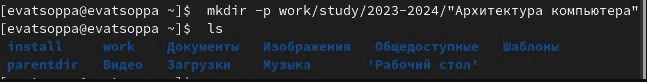 [evatsoppa@evatsoppa ~]$ mkdir -p work/study/2023-2024/"Архитектура компьютера"
[evatsoppa@evatsoppa ~]$ ls
install work Документы Изображения Общедоступные Шаблоны
parentdir Видео Загрузки Музыка 'Рабочий стол'